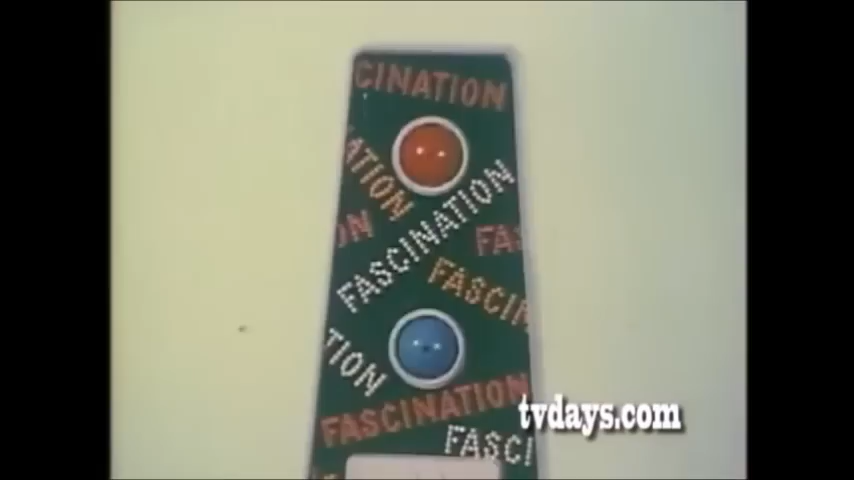 CINATION
ATION
FASCINATION
ON
FAS
FASCIN
TION
FASCINATION
tvdays.com
FASCI